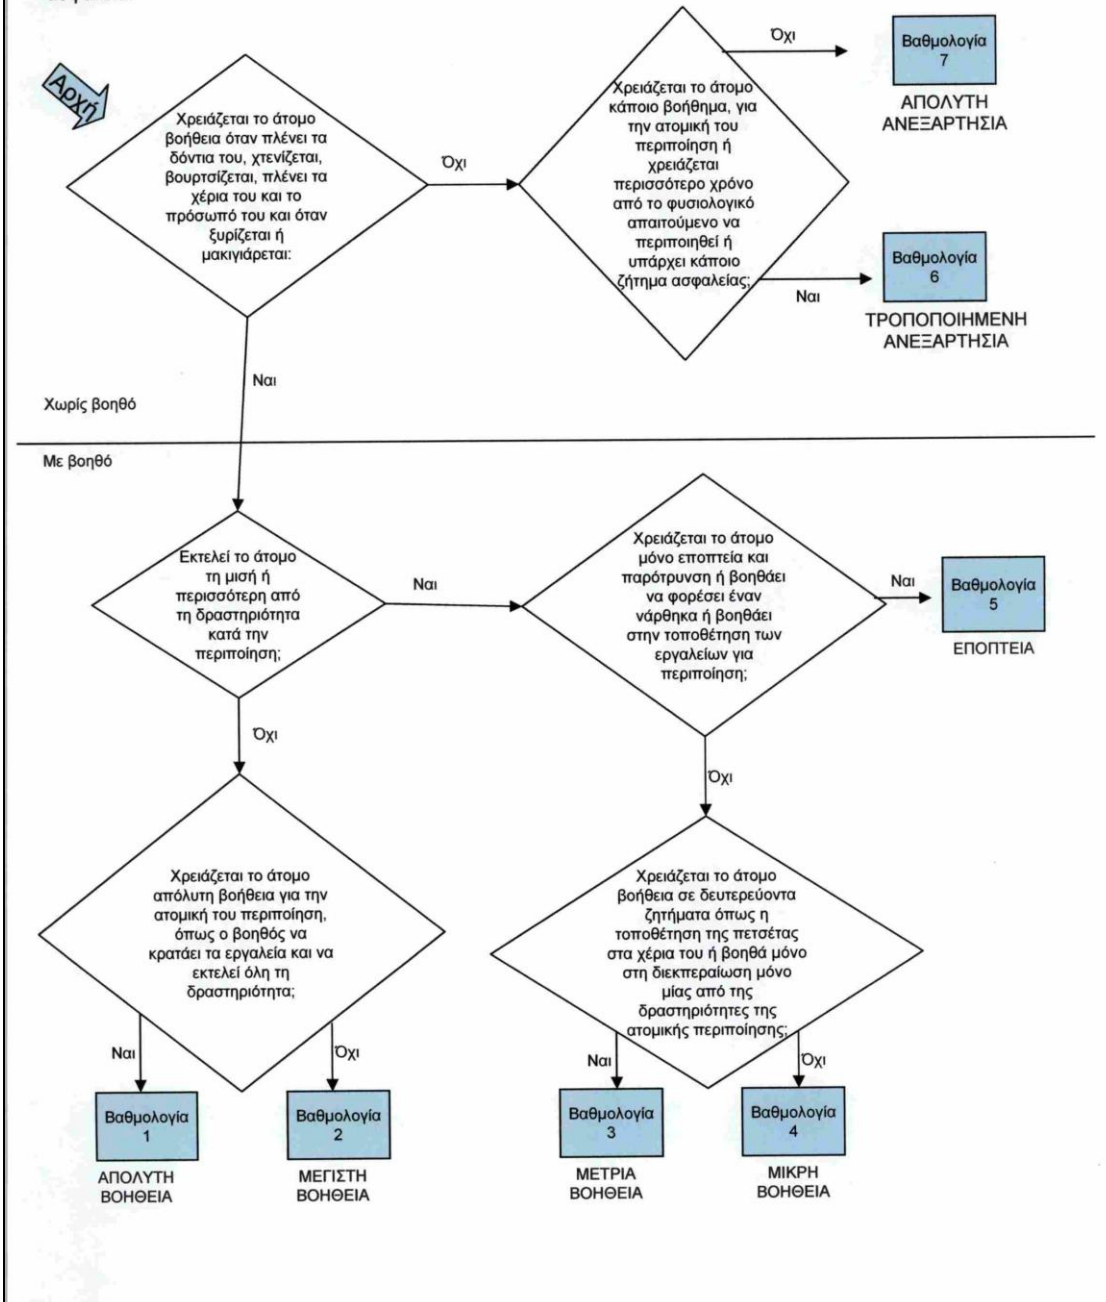 Αρχή
Χρειάζεται το άτομο
βοήθεια όταν πλένει τα
δόντια του, χτενίζεται,
βουρτσίζεται, πλένει τα
χέρια του και το
πρόσωπό του και όταν
ξυρίζεται ή
μακιγιάρεται:
Όχι
Χρειάζεται το άτομο
κάποιο βοήθημα, για
την ατομική του
περιποίηση ή
χρειάζεται
περισσότερο χρόνο
από το φυσιολογικό
απαιτούμενο να
περιποιηθεί ή
υπάρχει κάποιο
ζήτημα ασφαλείας;
Όχι
Βαθμολογία
7
ΑΠΟΛΥΤΗ
ΑΝΕΞΑΡΤΗΣΙΑ
Ναι
Βαθμολογία
6
ΤΡΟΠΟΠΟΙΗΜΕΝΗ
ΑΝΕΞΑΡΤΗΣΙΑ
Ναι
Χωρίς βοηθό
Με βοηθό
Εκτελεί το άτομο
τη μισή ή
περισσότερη από
τη δραστηριότητα
κατά την
περιποίηση;
Ναι
Χρειάζεται το άτομο
μόνο εποπτεία και
παρότρυνση ή βοηθάει
να φορέσει έναν
νάρθηκα ή βοηθάει
στην τοποθέτηση των
εργαλείων για
περιποίηση;
Ναι
Βαθμολογία
5
ΕΠΟΠΤΕΙΑ
Όχι
Όχι
Χρειάζεται το άτομο
απόλυτη βοήθεια για την
ατομική του περιποίηση,
όπως ο βοηθός να
κρατάει τα εργαλεία και να
εκτελεί όλη τη
δραστηριότητα;
Χρειάζεται το άτομο
βοήθεια σε δευτερεύοντα
ζητήματα όπως η
τοποθέτηση της πετσέτας
στα χέρια του ή βοηθά μόνο
στη διεκπεραίωση μόνο
μίας από της
δραστηριότητες της
ατομικής περιποίησης;
Ναι
Όχι
Ναι
Όχι
Βαθμολογία
1
ΑΠΟΛΥΤΗ
ΒΟΗΘΕΙΑ
Βαθμολογία
2
ΜΕΓΙΣΤΗ
ΒΟΗΘΕΙΑ
Βαθμολογία
3
ΜΕΤΡΙΑ
ΒΟΗΘΕΙΑ
Βαθμολογία
4
ΜΙΚΡΗ
ΒΟΗΘΕΙΑ